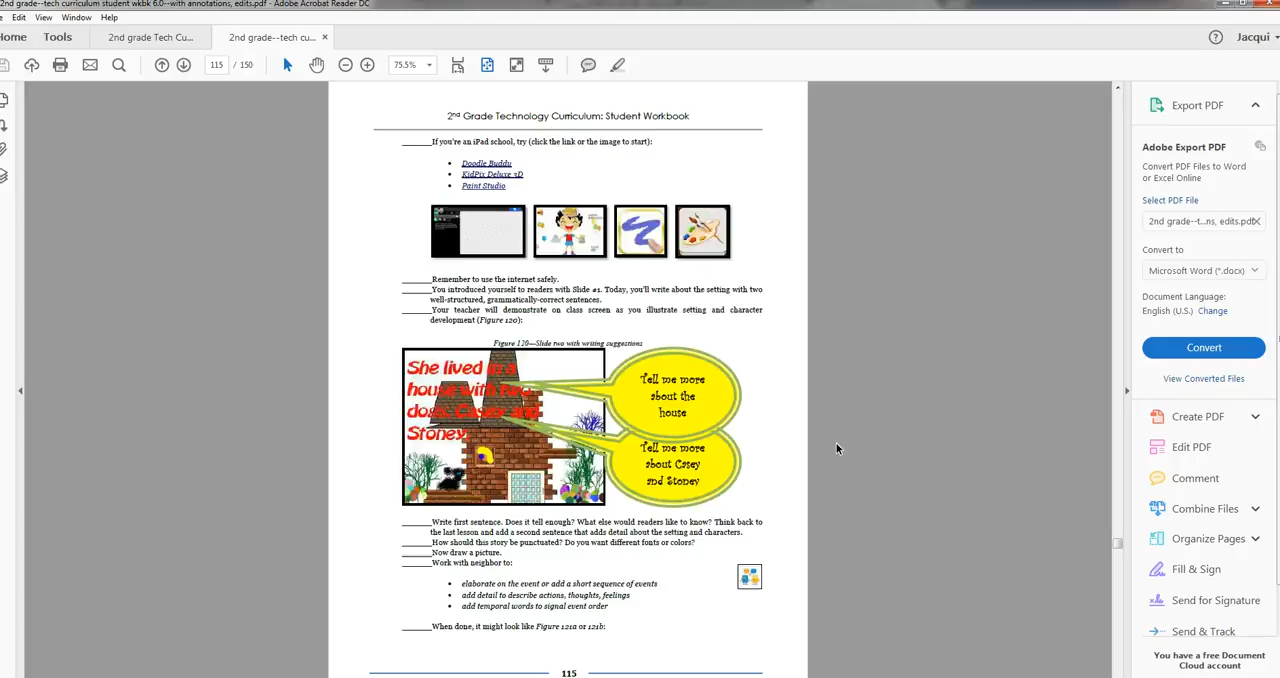 2nd grade--tech curriculum student wkbk 6.0--with annotations, edits.pdf - Adobe Acrobat Reader DC
Edit View Window Help
Home Tools 2nd grade Tech Cu... 2nd grade--tech cu... × Jacqui
115 / 150 75.5%
2nd Grade Technology Curriculum: Student Workbook
______If you're an iPad school, try (click the link or the image to start):
• Doodle Buddy
• KidPix Deluxe 3D
• Paint Studio
______Remember to use the internet safely.
______You introduced yourself to readers with Slide #1. Today, you'll write about the setting with two
well-structured, grammatically-correct sentences.
______Your teacher will demonstrate on class screen as you illustrate setting and character
development (Figure 120):
Figure 120—Slide two with writing suggestions
She lived in a
house with two
dogs, Casey and
Stoney
Tell me more
about the
house
Tell me more
about Casey
and Stoney
______Write first sentence. Does it tell enough? What else would readers like to know? Think back to
the last lesson and add a second sentence that adds detail about the setting and characters.
______How should this story be punctuated? Do you want different fonts or colors?
______Now draw a picture.
______Work with neighbor to:
• elaborate on the event or add a short sequence of events
• add detail to describe actions, thoughts, feelings
• add temporal words to signal event order
______When done, it might look like Figure 121a or 121b:
115
Export PDF
Adobe Export PDF
Convert PDF Files to Word
or Excel Online
Select PDF File
2nd grade--t...ns, edits.pdf
Convert to
Microsoft Word (*.docx)
Document Language:
English (U.S.) Change
Convert
View Converted Files
Create PDF
Edit PDF
Comment
Combine Files
Organize Pages
Fill & Sign
Send for Signature
Send & Track
You have a free Document
Cloud account